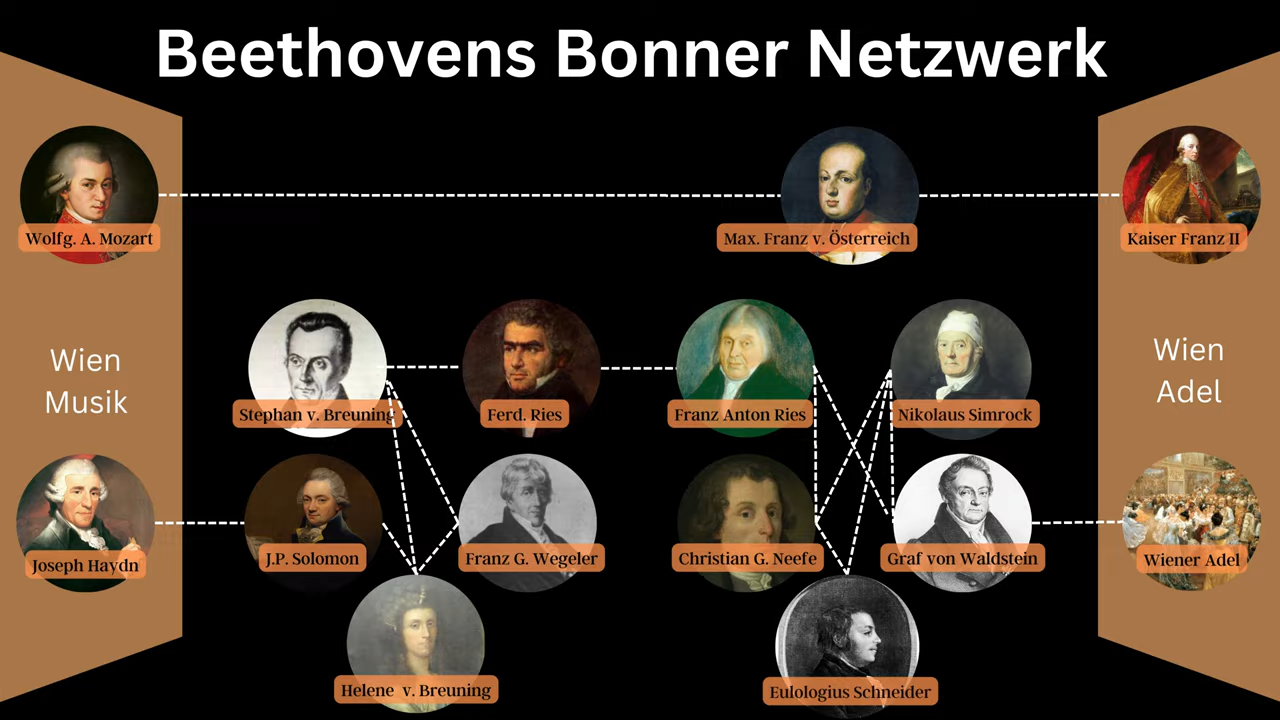 Beethovens Bonner Netzwerk
Wolfg. A. Mozart
Max. Franz v. Österreich
Kaiser Franz II
Wien
Musik
Wien
Adel
Stephan v. Breuning
Ferd. Ries
Franz Anton Ries
Nikolaus Simrock
Joseph Haydn
J.P. Solomon
Franz G. Wegeler
Christian G. Neefe
Graf von Waldstein
Wiener Adel
Helene v. Breuning
Eulologius Schneider